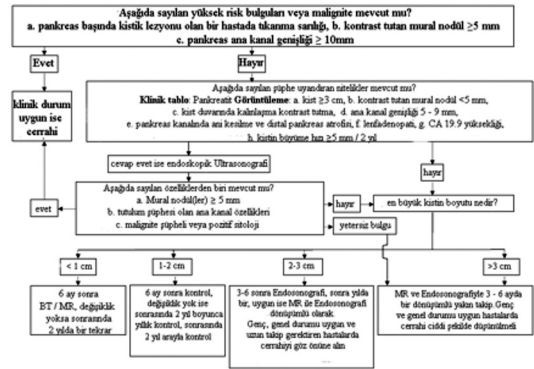 Aşağıda sayılan yüksek risk bulguları veya malignite mevcut mu?
a. pankreas başında kistik lezyonu olan bir hastada tıkanma sarılığı, b. kontrast tutan mural nodül ≥5 mm
c. pankreas ana kanal genişliği ≥ 10mm
Evet
Hayır
klinik durum
uygun ise
cerrahi
Aşağıda sayılan şüphe uyandıran nitelikler mevcut mu?
Klinik tablo: Pankreatit Görüntüleme: a. kist ≥3 cm, b. kontrast tutan mural nodül <5 mm,
c. kist duvarında kalınlaşma kontrast tutma, d. ana kanal genişliği 5 - 9 mm,
e. pankreas kanalında ani kesilme ve distal pankreas atrofisi, f. lenfadenopati, g. CA 19.9 yüksekliği,
h. kistin büyüme hızı ≥5 mm / 2 yıl
cevap evet ise endoskopik Ultrasonografi
hayır
Aşağıda sayılan özelliklerden biri mevcut mu?
a. Mural nodül(ler) ≥ 5 mm
b. tutulum şüphesi olan ana kanal özellikleri
c. malignite şüpheli veya pozitif sitoloji
evet
hayır
en büyük kistin boyutu nedir?
yetersiz bulgu
< 1 cm
1-2 cm
2-3 cm
>3 cm
6 ay sonra
BT / MR, değişiklik
yoksa sonrasında
2 yılda bir tekrar
6 ay sonra kontrol,
değişiklik yok ise
sonrasında 2 yıl boyunca
yıllık kontrol, sonrasında
2 yıl arayla kontrol
3-6 sonra Endosonografi, sonra yılda
bir, uygun ise MR ile Endosonografi
dönüşümlü olarak
Genç, genel durumu uygun ve
uzun takip gerektiren hastalarda
cerrahiyi göz önüne alın
MR ve Endosonografiyle 3 - 6 ayda
bir dönüşümlü yakın takip.Genç
ve genel durumu uygun hastalarda
cerrahi ciddi şekilde düşünülmeli